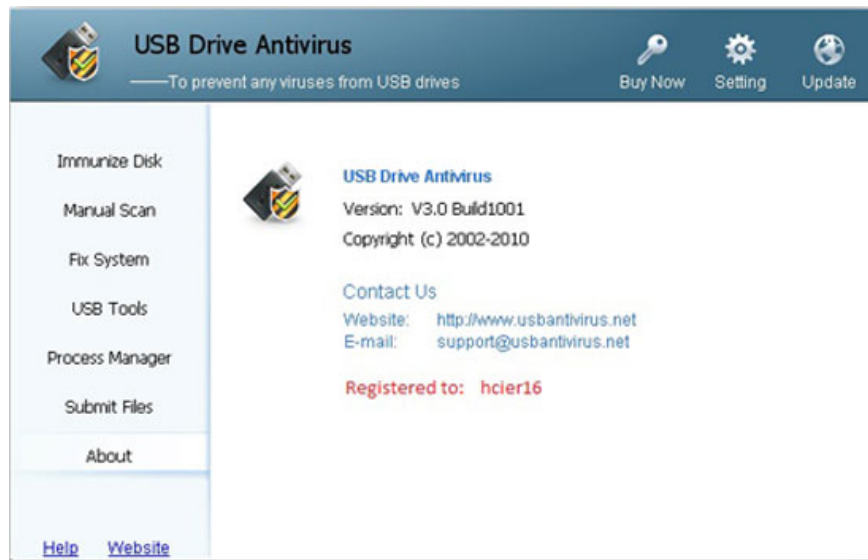 USB Drive Antivirus
——To prevent any viruses from USB drives
Buy Now
Setting
Update
Immunize Disk
Manual Scan
Fix System
USB Tools
Process Manager
Submit Files
About
Help
Website
USB Drive Antivirus
Version: V3.0 Build1001
Copyright (c) 2002-2010
Contact Us
Website: http://www.usbantivirus.net
E-mail: support@usbantivirus.net
Registered to: hcier16